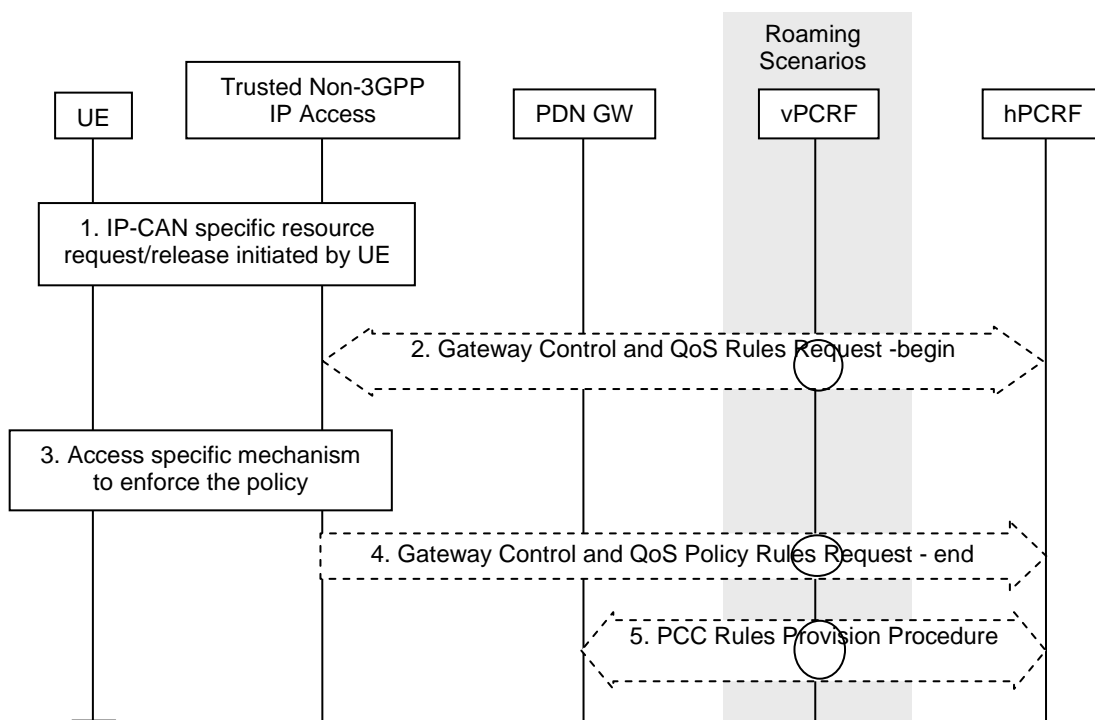 Roaming
Scenarios
UE
Trusted Non-3GPP
IP Access
PDN GW
vPCRF
hPCRF
1. IP-CAN specific resource
request/release initiated by UE
2. Gateway Control and QoS Rules Request -begin
3. Access specific mechanism
to enforce the policy
4. Gateway Control and QoS Policy Rules Request - end
5. PCC Rules Provision Procedure